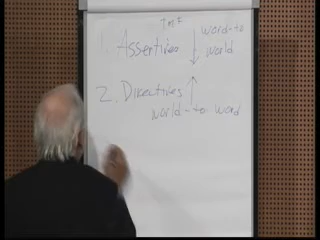 T or F
1. Assertives ↓ word-to world
2. Directives ↑
world-to word